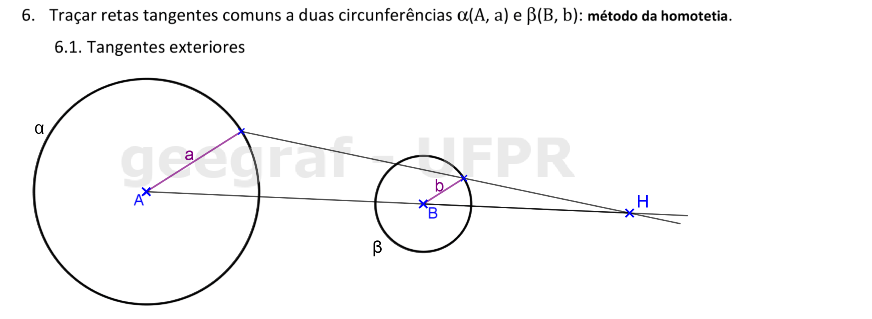 6. Traçar retas tangentes comuns a duas circunferências α(A, a) e β(B, b): método da homotetia.
6.1. Tangentes exteriores
α
a
geegraf - UFPR
b
A
H
B
β